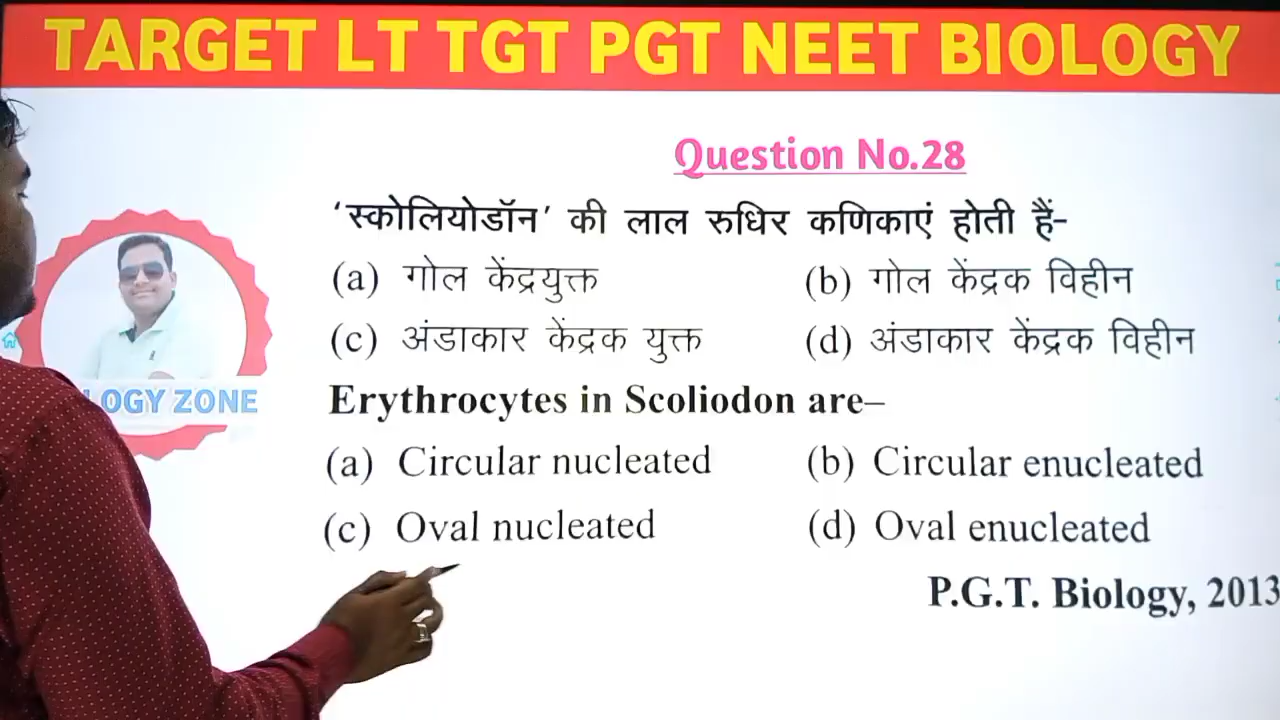 TARGET LT TGT PGT NEET BIOLOGY
Question No.28
'स्कोलियोडॉन' की लाल रुधिर कणिकाएं होती हैं-
(a) गोल केंद्रयुक्त (b) गोल केंद्रक विहीन
(c) अंडाकार केंद्रक युक्त (d) अंडाकार केंद्रक विहीन
LOGY ZONE
Erythrocytes in Scoliodon are–
(a) Circular nucleated (b) Circular enucleated
(c) Oval nucleated (d) Oval enucleated
P.G.T. Biology, 2013